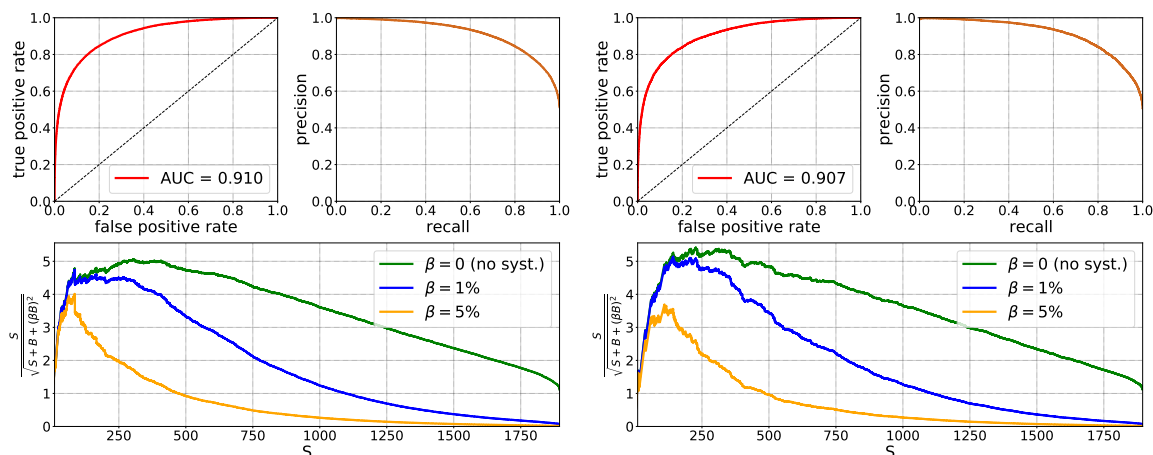 1.0
0.8
0.6
0.4
0.2
0.0
0.0 0.2 0.4 0.6 0.8 1.0
true positive rate
false positive rate
AUC = 0.910
1.0
0.8
0.6
0.4
0.2
0.0
0.0 0.2 0.4 0.6 0.8 1.0
precision
recall
1.0
0.8
0.6
0.4
0.2
0.0
0.0 0.2 0.4 0.6 0.8 1.0
true positive rate
false positive rate
AUC = 0.907
1.0
0.8
0.6
0.4
0.2
0.0
0.0 0.2 0.4 0.6 0.8 1.0
precision
recall
5
4
3
2
1
0
250 500 750 1000 1250 1500 1750
S
S
√S + B + (βB)²
β = 0 (no syst.)
β = 1%
β = 5%
5
4
3
2
1
0
250 500 750 1000 1250 1500 1750
S
S
√S + B + (βB)²
β = 0 (no syst.)
β = 1%
β = 5%